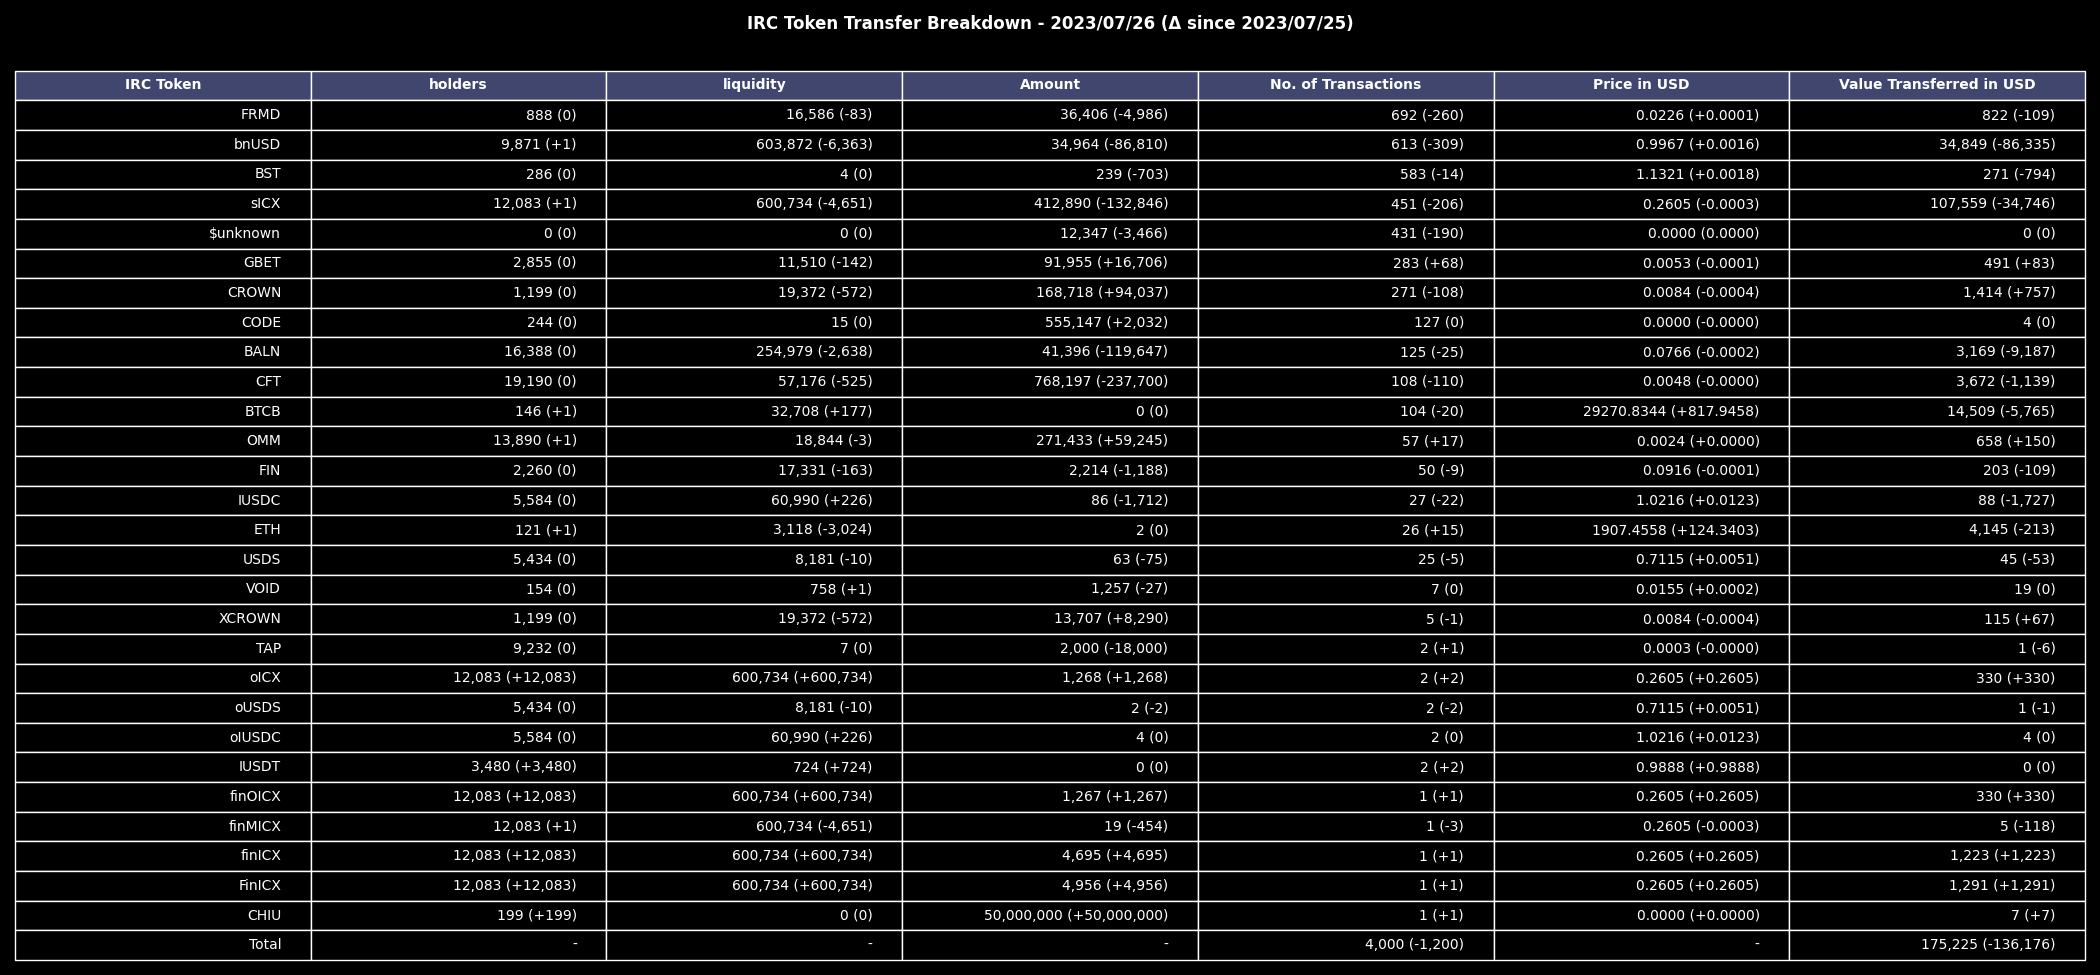 IRC Token Transfer Breakdown - 2023/07/26 (Δ since 2023/07/25)
IRC Token holders liquidity Amount No. of Transactions Price in USD Value Transferred in USD
FRMD 888 (0) 16,586 (-83) 36,406 (-4,986) 692 (-260) 0.0226 (+0.0001) 822 (-109)
bnUSD 9,871 (+1) 603,872 (-6,363) 34,964 (-86,810) 613 (-309) 0.9967 (+0.0016) 34,849 (-86,335)
BST 286 (0) 4 (0) 239 (-703) 583 (-14) 1.1321 (+0.0018) 271 (-794)
sICX 12,083 (+1) 600,734 (-4,651) 412,890 (-132,846) 451 (-206) 0.2605 (-0.0003) 107,559 (-34,746)
$unknown 0 (0) 0 (0) 12,347 (-3,466) 431 (-190) 0.0000 (0.0000) 0 (0)
GBET 2,855 (0) 11,510 (-142) 91,955 (+16,706) 283 (+68) 0.0053 (-0.0001) 491 (+83)
CROWN 1,199 (0) 19,372 (-572) 168,718 (+94,037) 271 (-108) 0.0084 (-0.0004) 1,414 (+757)
CODE 244 (0) 15 (0) 555,147 (+2,032) 127 (0) 0.0000 (-0.0000) 4 (0)
BALN 16,388 (0) 254,979 (-2,638) 41,396 (-119,647) 125 (-25) 0.0766 (-0.0002) 3,169 (-9,187)
CFT 19,190 (0) 57,176 (-525) 768,197 (-237,700) 108 (-110) 0.0048 (-0.0000) 3,672 (-1,139)
BTCB 146 (+1) 32,708 (+177) 0 (0) 104 (-20) 29270.8344 (+817.9458) 14,509 (-5,765)
OMM 13,890 (+1) 18,844 (-3) 271,433 (+59,245) 57 (+17) 0.0024 (+0.0000) 658 (+150)
FIN 2,260 (0) 17,331 (-163) 2,214 (-1,188) 50 (-9) 0.0916 (-0.0001) 203 (-109)
IUSDC 5,584 (0) 60,990 (+226) 86 (-1,712) 27 (-22) 1.0216 (+0.0123) 88 (-1,727)
ETH 121 (+1) 3,118 (-3,024) 2 (0) 26 (+15) 1907.4558 (+124.3403) 4,145 (-213)
USDS 5,434 (0) 8,181 (-10) 63 (-75) 25 (-5) 0.7115 (+0.0051) 45 (-53)
VOID 154 (0) 758 (+1) 1,257 (-27) 7 (0) 0.0155 (+0.0002) 19 (0)
XCROWN 1,199 (0) 19,372 (-572) 13,707 (+8,290) 5 (-1) 0.0084 (-0.0004) 115 (+67)
TAP 9,232 (0) 7 (0) 2,000 (-18,000) 2 (+1) 0.0003 (-0.0000) 1 (-6)
oICX 12,083 (+12,083) 600,734 (+600,734) 1,268 (+1,268) 2 (+2) 0.2605 (+0.2605) 330 (+330)
oUSDS 5,434 (0) 8,181 (-10) 2 (-2) 2 (-2) 0.7115 (+0.0051) 1 (-1)
oIUSDC 5,584 (0) 60,990 (+226) 4 (0) 2 (0) 1.0216 (+0.0123) 4 (0)
IUSDT 3,480 (+3,480) 724 (+724) 0 (0) 2 (+2) 0.9888 (+0.9888) 0 (0)
finOICX 12,083 (+12,083) 600,734 (+600,734) 1,267 (+1,267) 1 (+1) 0.2605 (+0.2605) 330 (+330)
finMICX 12,083 (+1) 600,734 (-4,651) 19 (-454) 1 (-3) 0.2605 (-0.0003) 5 (-118)
finICX 12,083 (+12,083) 600,734 (+600,734) 4,695 (+4,695) 1 (+1) 0.2605 (+0.2605) 1,223 (+1,223)
FinICX 12,083 (+12,083) 600,734 (+600,734) 4,956 (+4,956) 1 (+1) 0.2605 (+0.2605) 1,291 (+1,291)
CHIU 199 (+199) 0 (0) 50,000,000 (+50,000,000) 1 (+1) 0.0000 (+0.0000) 7 (+7)
Total - - - 4,000 (-1,200) - 175,225 (-136,176)